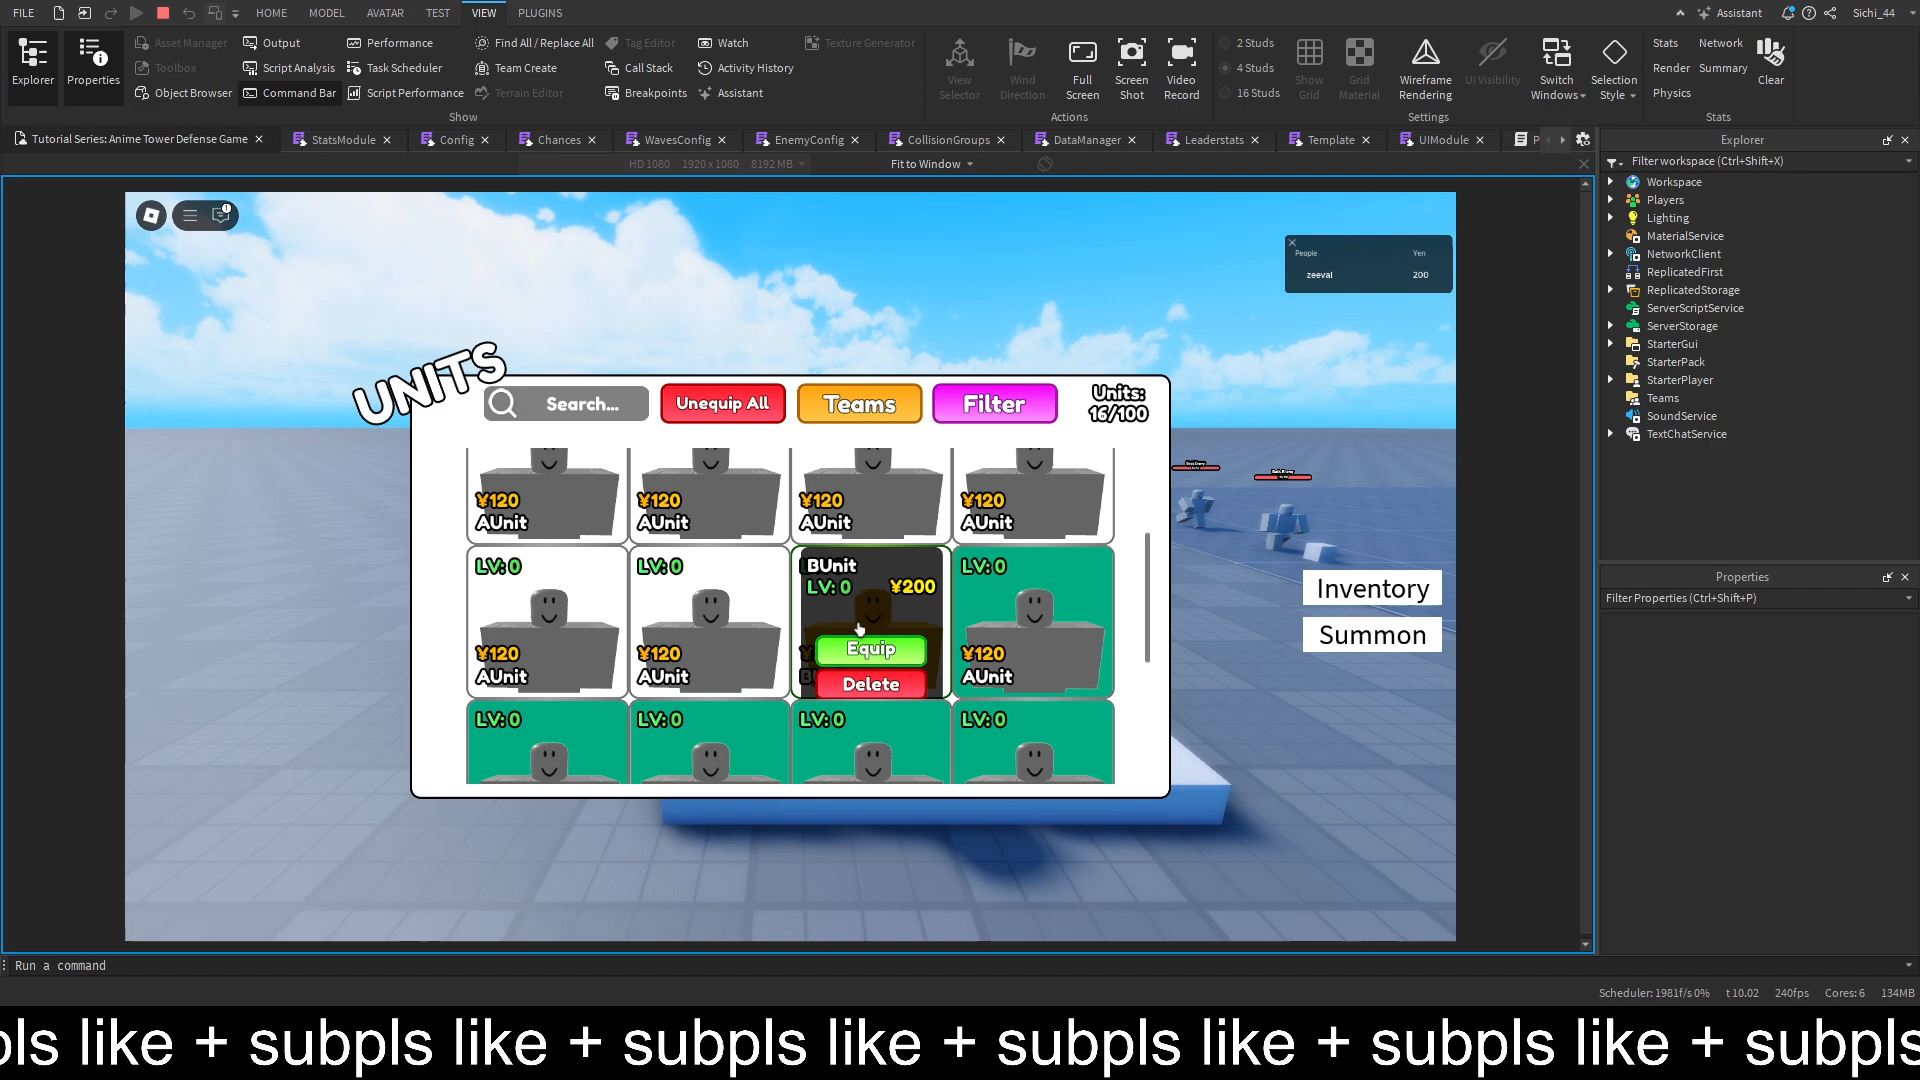 FILE HOME MODEL AVATAR TEST VIEW PLUGINS Assistant Sichi_44
Explorer
Properties
Asset Manager Output Performance Find All / Replace All Tag Editor Watch Texture Generator
Toolbox Script Analysis Task Scheduler Team Create Call Stack Activity History
Object Browser Command Bar Script Performance Terrain Editor Breakpoints Assistant
View Selector
Wind Direction
Full Screen
Screen Shot
Video Record
2 Studs
4 Studs
16 Studs
Show Grid
Grid Material
Wireframe Rendering
UI Visibility
Switch Windows
Selection Style
Stats Network
Render Summary
Physics
Clear
Show Actions Settings Stats
Tutorial Series: Anime Tower Defense Game StatsModule Config Chances WavesConfig EnemyConfig CollisionGroups DataManager Leaderstats Template UIModule P
HD 1080 1920 x 1080 8192 MB Fit to Window
1
People Yen
zeeval 200
UNITS
Search...
Unequip All
Teams
Filter
Units:
16/100
¥120 ¥120 ¥120 ¥120
AUnit AUnit AUnit AUnit
LV: 0 LV: 0 BUnit LV: 0
LV: 0 ¥200
Equip
¥120 ¥120 ¥120
AUnit AUnit Delete AUnit
LV: 0 LV: 0 LV: 0 LV: 0
Inventory
Summon
Explorer
Filter workspace (Ctrl+Shift+X)
Workspace
Players
Lighting
MaterialService
NetworkClient
ReplicatedFirst
ReplicatedStorage
ServerScriptService
ServerStorage
StarterGui
StarterPack
StarterPlayer
Teams
SoundService
TextChatService
Properties
Filter Properties (Ctrl+Shift+P)
Run a command
Scheduler: 1981f/s 0% t 10.02 240fps Cores: 6 134MB
pls like + subpls like + subpls like + subpls like + subpls like + subpls